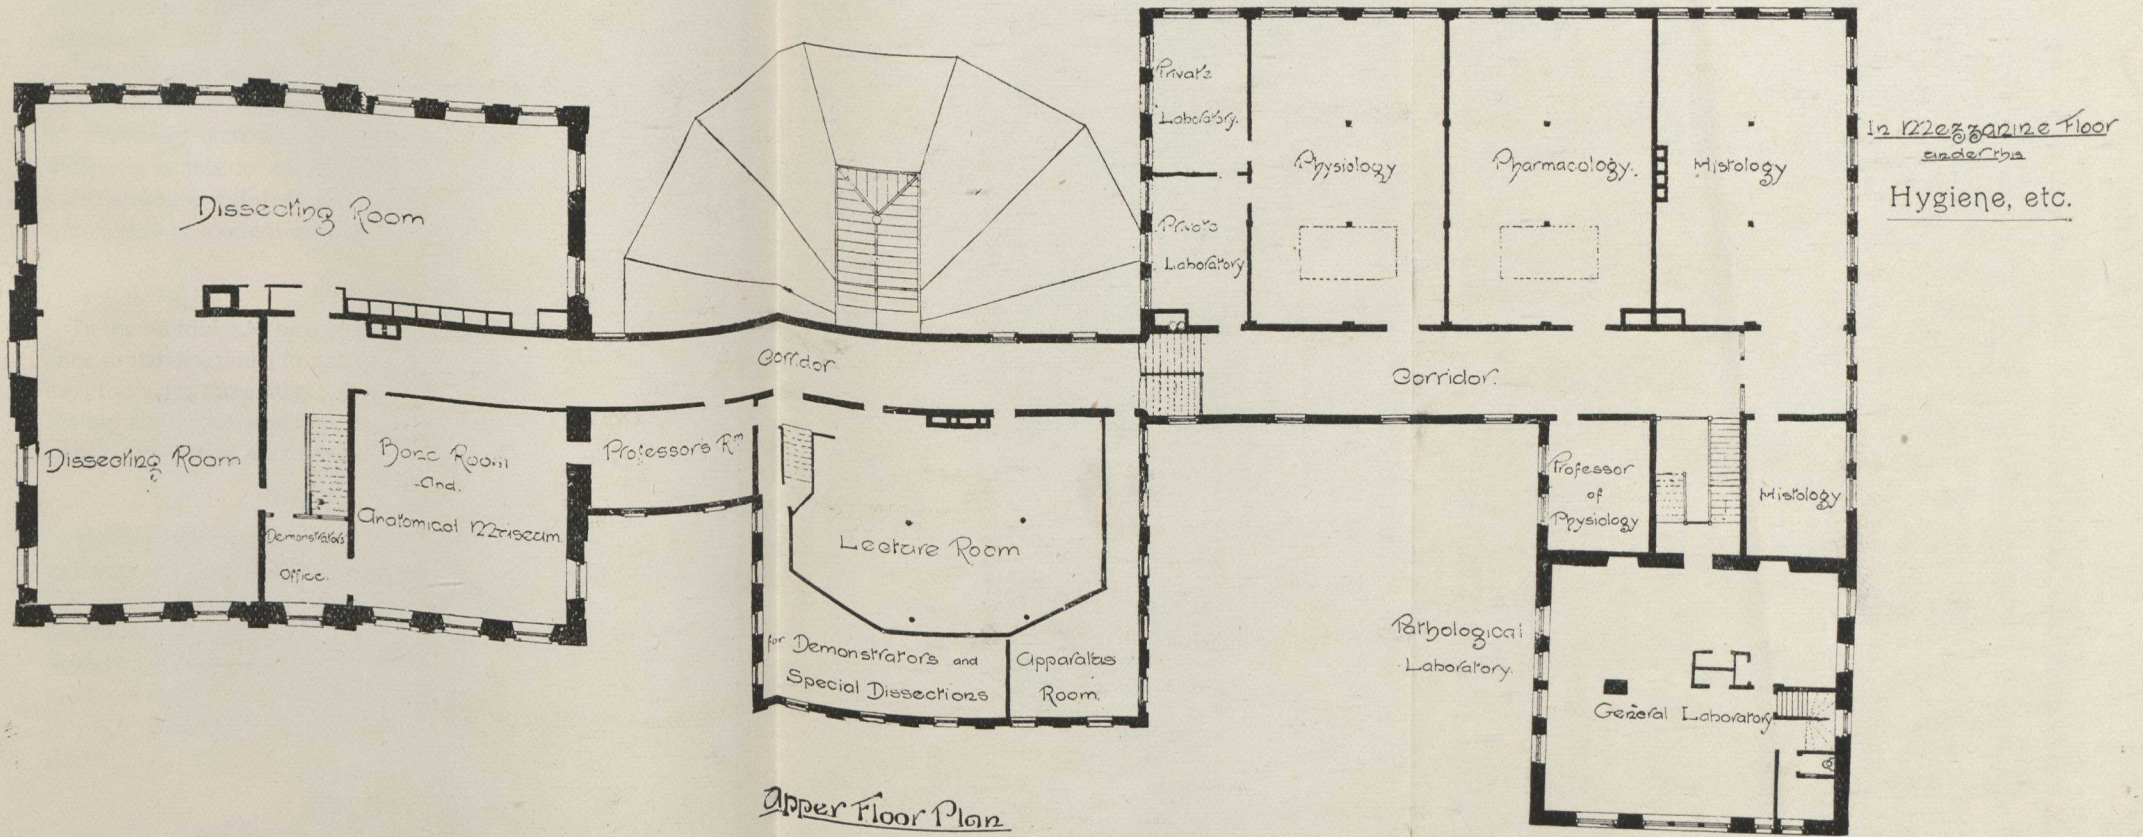 Dissecting Room
Dissecting Room
Demonstrators
Office.
Bone Room
And.
Anatomical Museum
Corridor
Professor's Rm
Lecture Room
for Demonstrators and
Special Dissections
Apparatus
Room.
Private
Laboratory.
Private
Laboratory
Physiology
Pharmacology.
Histology
Corridor.
Professor
of
Physiology
Histology
Pathological
Laboratory.
General Laboratory
In Mezzanine Floor
under this
Hygiene, etc.
Upper Floor Plan